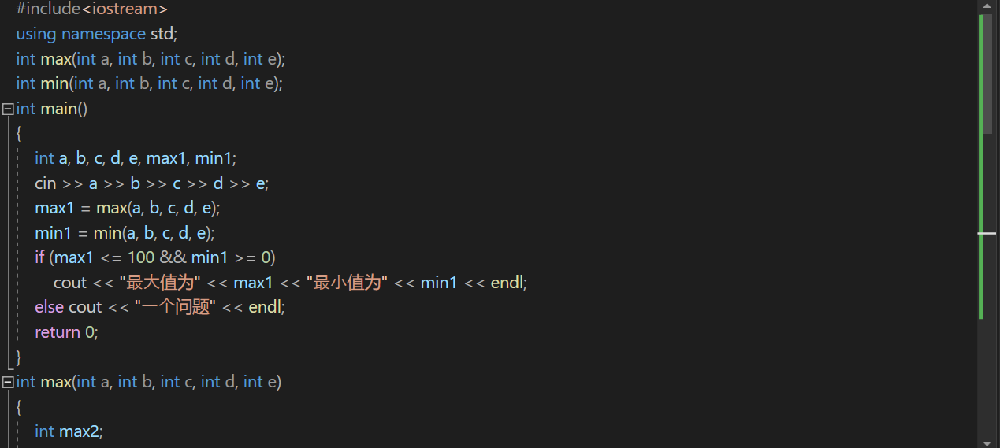 #include<iostream>
using namespace std;
int max(int a, int b, int c, int d, int e);
int min(int a, int b, int c, int d, int e);
int main()
{
int a, b, c, d, e, max1, min1;
cin >> a >> b >> c >> d >> e;
max1 = max(a, b, c, d, e);
min1 = min(a, b, c, d, e);
if (max1 <= 100 && min1 >= 0)
cout << "最大值为" << max1 << "最小值为" << min1 << endl;
else cout << "一个问题" << endl;
return 0;
}
int max(int a, int b, int c, int d, int e)
{
int max2;